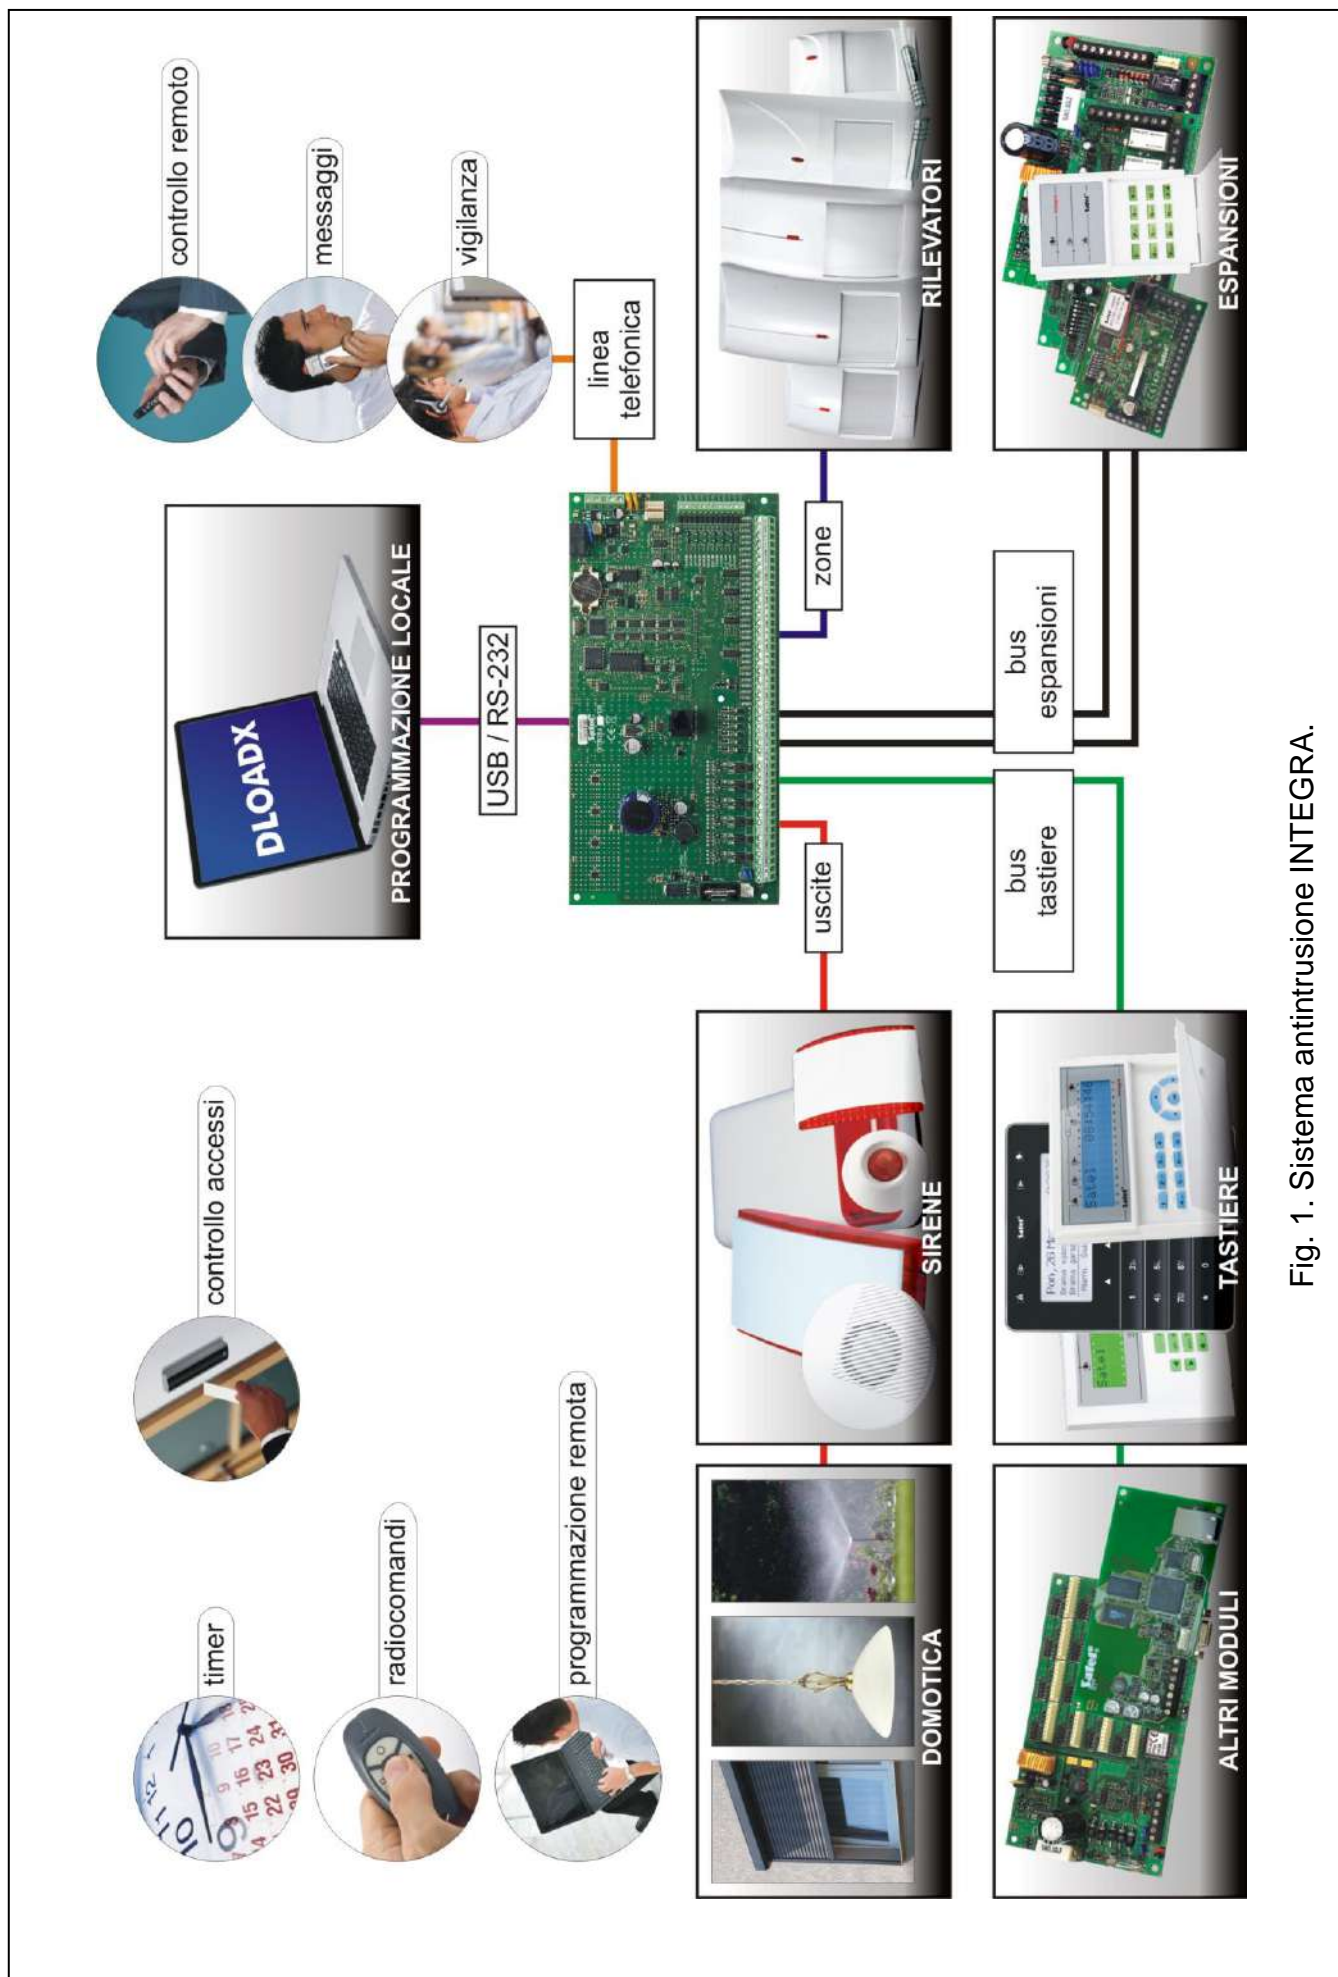 timer
radiocomandi
programmazione remota
controllo accessi
controllo remoto
messaggi
vigilanza
DLOADX
PROGRAMMAZIONE LOCALE
USB / RS-232
linea
telefonica
DOMOTICA
SIRENE
uscite
zone
RILEVATORI
ALTRI MODULI
Satel
TASTIERE
bus
tastiere
bus
espansioni
ESPANSIONI
Fig. 1. Sistema antintrusione INTEGRA.